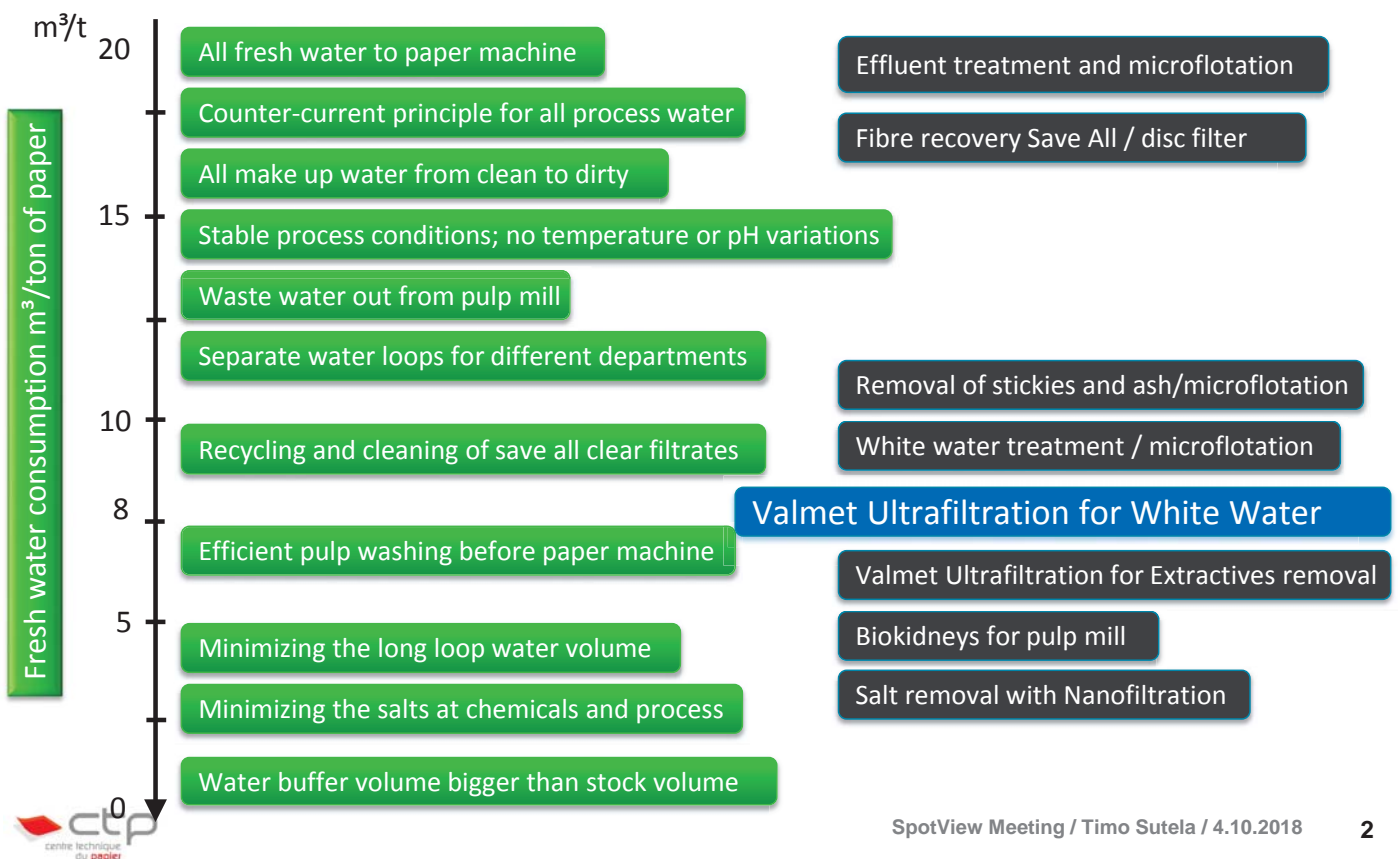 m³/t
20
15
10
8
5
0
Fresh water consumption m³/ton of paper
All fresh water to paper machine
Counter-current principle for all process water
All make up water from clean to dirty
Stable process conditions; no temperature or pH variations
Waste water out from pulp mill
Separate water loops for different departments
Recycling and cleaning of save all clear filtrates
Efficient pulp washing before paper machine
Minimizing the long loop water volume
Minimizing the salts at chemicals and process
Water buffer volume bigger than stock volume
Effluent treatment and microflotation
Fibre recovery Save All / disc filter
Removal of stickies and ash/microflotation
White water treatment / microflotation
Valmet Ultrafiltration for White Water
Valmet Ultrafiltration for Extractives removal
Biokidneys for pulp mill
Salt removal with Nanofiltration
ctp
centre technique
du papier
SpotView Meeting / Timo Sutela / 4.10.2018 2